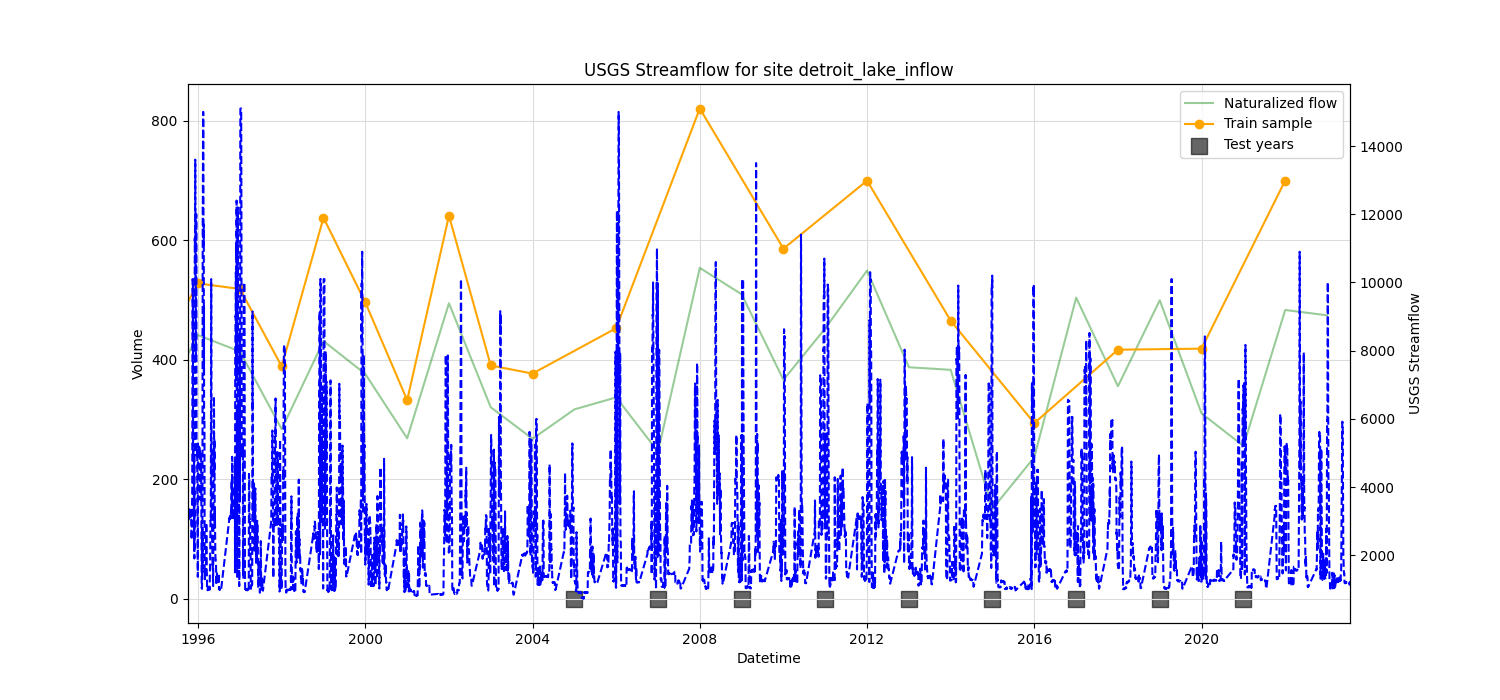 USGS Streamflow for site detroit_lake_inflow
Naturalized flow
Train sample
Test years
Volume
800
600
400
200
0
14000
12000
10000
8000
6000
4000
2000
USGS Streamflow
1996 2000 2004 2008 2012 2016 2020
Datetime